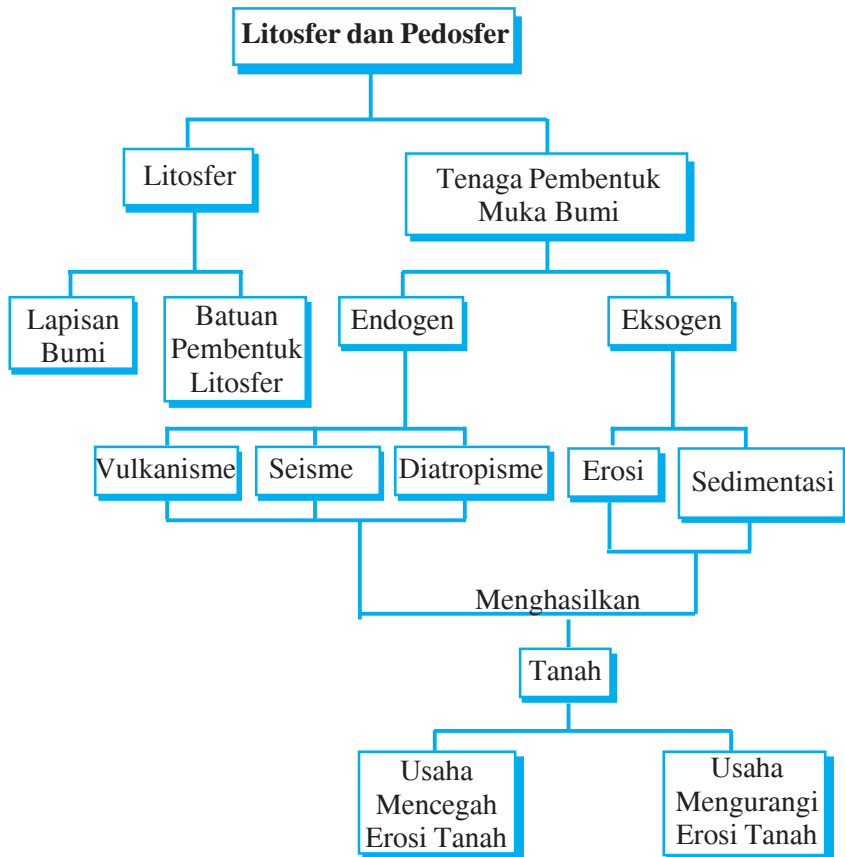 Litosfer dan Pedosfer
Litosfer
Tenaga Pembentuk
Muka Bumi
Lapisan
Bumi
Batuan
Pembentuk
Litosfer
Endogen
Eksogen
Vulkanisme
Seisme
Diatropisme
Erosi
Sedimentasi
Menghasilkan
Tanah
Usaha
Mencegah
Erosi Tanah
Usaha
Mengurangi
Erosi Tanah